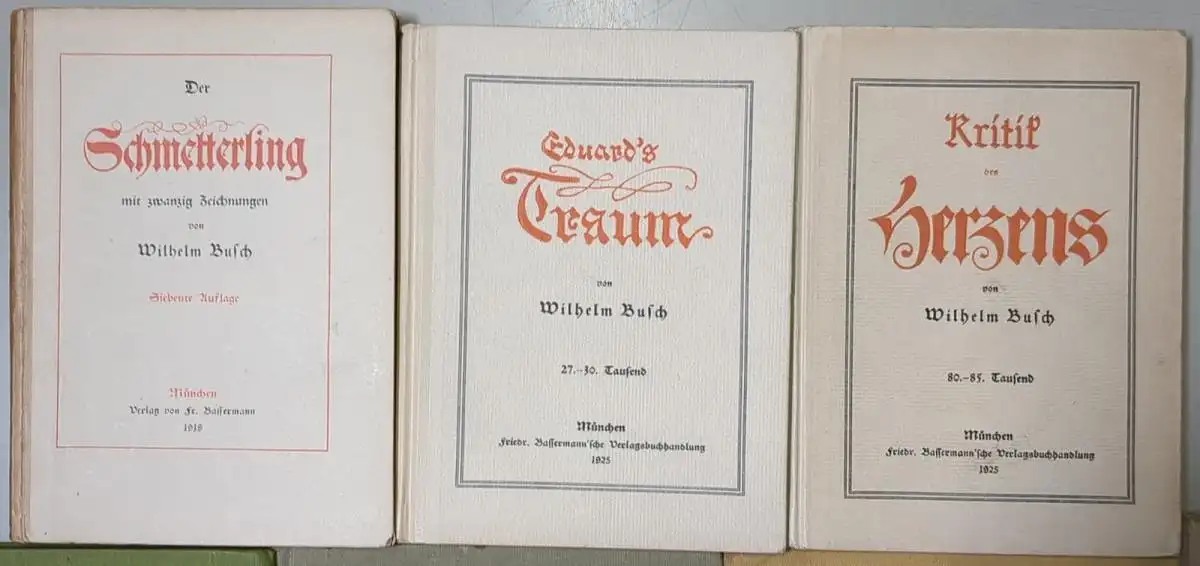 Der
Schmetterling
mit zwanzig Zeichnungen
von
Wilhelm Busch
Siebente Auflage
München
Verlag von Fr. Bassermann
1918
Eduard's
Traum
von
Wilhelm Busch
27.–30. Tausend
München
Friedr. Bassermann'sche Verlagsbuchhandlung
1925
Kritik
des
Herzens
von
Wilhelm Busch
80.–85. Tausend
München
Friedr. Bassermann'sche Verlagsbuchhandlung
1925